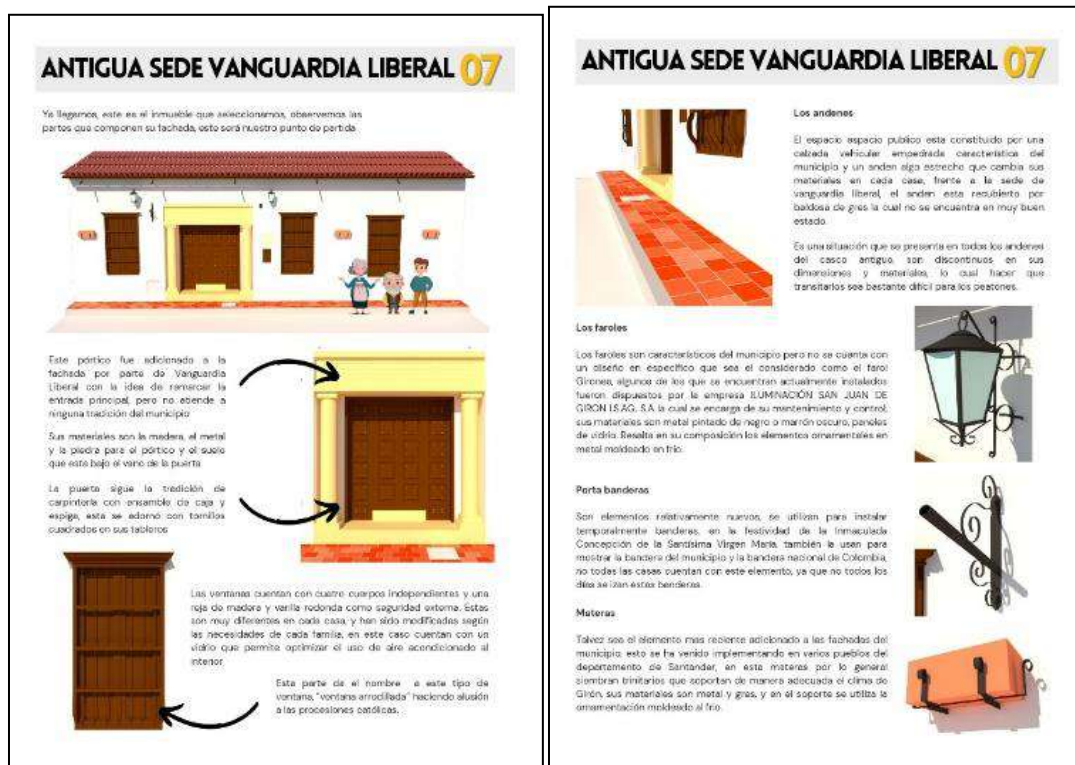 ANTIGUA SEDE VANGUARDIA LIBERAL 07
Ya llegamos, este es el inmueble que seleccionamos, observemos las
partes que componen su fachada, este será nuestro punto de partida
Este pórtico fue adicionado a la
fachada por parte de Vanguardia
Liberal con la idea de remarcar la
entrada principal, pero no atiende a
ninguna tradición del municipio
Sus materiales son la madera, el metal
y la piedra para el pórtico y el suelo
que esta bajo el vano de la puerta
La puerta sigue la tradición de
carpintería con ensamble de caja y
espiga, esta se adornó con tornillos
cuadrados en sus tableros
Las ventanas cuentan con cuatro cuerpos independientes y una
reja de madera y varilla redonda como seguridad externa. Estas
son muy diferentes en cada casa, y han sido modificadas según
las necesidades de cada familia, en este caso cuentan con un
vidrio que permite optimizar el uso de aire acondicionado al
interior
Esta parte da el nombre a este tipo de
ventana, "ventana arrodillada" haciendo alusión
a las procesiones católicas.
ANTIGUA SEDE VANGUARDIA LIBERAL 07
Los andenes
El espacio espacio publico esta constituido por una
calzada vehicular empedrada característica del
municipio y un anden algo estrecho que cambia sus
materiales en cada casa, frente a la sede de
vanguardia liberal, el anden esta recubierto por
baldosa de gres la cual no se encuentra en muy buen
estado.
Es una situación que se presenta en todos los andenes
del casco antiguo, son discontinuos en sus
dimensiones y materiales, lo cual hacer que
transitarlos sea bastante difícil para los peatones.
Los faroles
Los faroles son característicos del municipio pero no se cuenta con
un diseño en específico que sea el considerado como el farol
Girones, algunos de los que se encuentran actualmente instalados
fueron dispuestos por la empresa ILUMINACIÓN SAN JUAN DE
GIRON I.S.AG. S.A la cual se encarga de su mantenimiento y control,
sus materiales son metal pintado de negro o marrón oscuro, paneles
de vidrio. Resalta en su composición los elementos ornamentales en
metal moldeado en frio.
Porta banderas
Son elementos relativamente nuevos, se utilizan para instalar
temporalmente banderas, en la festividad de la Inmaculada
Concepción de la Santísima Virgen María, también la usan para
mostrar la bandera del municipio y la bandera nacional de Colombia,
no todas las casas cuentan con este elemento, ya que no todos los
días se izan estas banderas.
Materas
Talvez sea el elemento mas reciente adicionado a las fachadas del
municipio, esto se ha venido implementando en varios pueblos del
departamento de Santander, en esta materas por lo general
siembran trinitarios que soportan de manera adecuada el clima de
Girón, sus materiales son metal y gres, y en el soporte se utiliza la
ornamentación moldeado al frio.